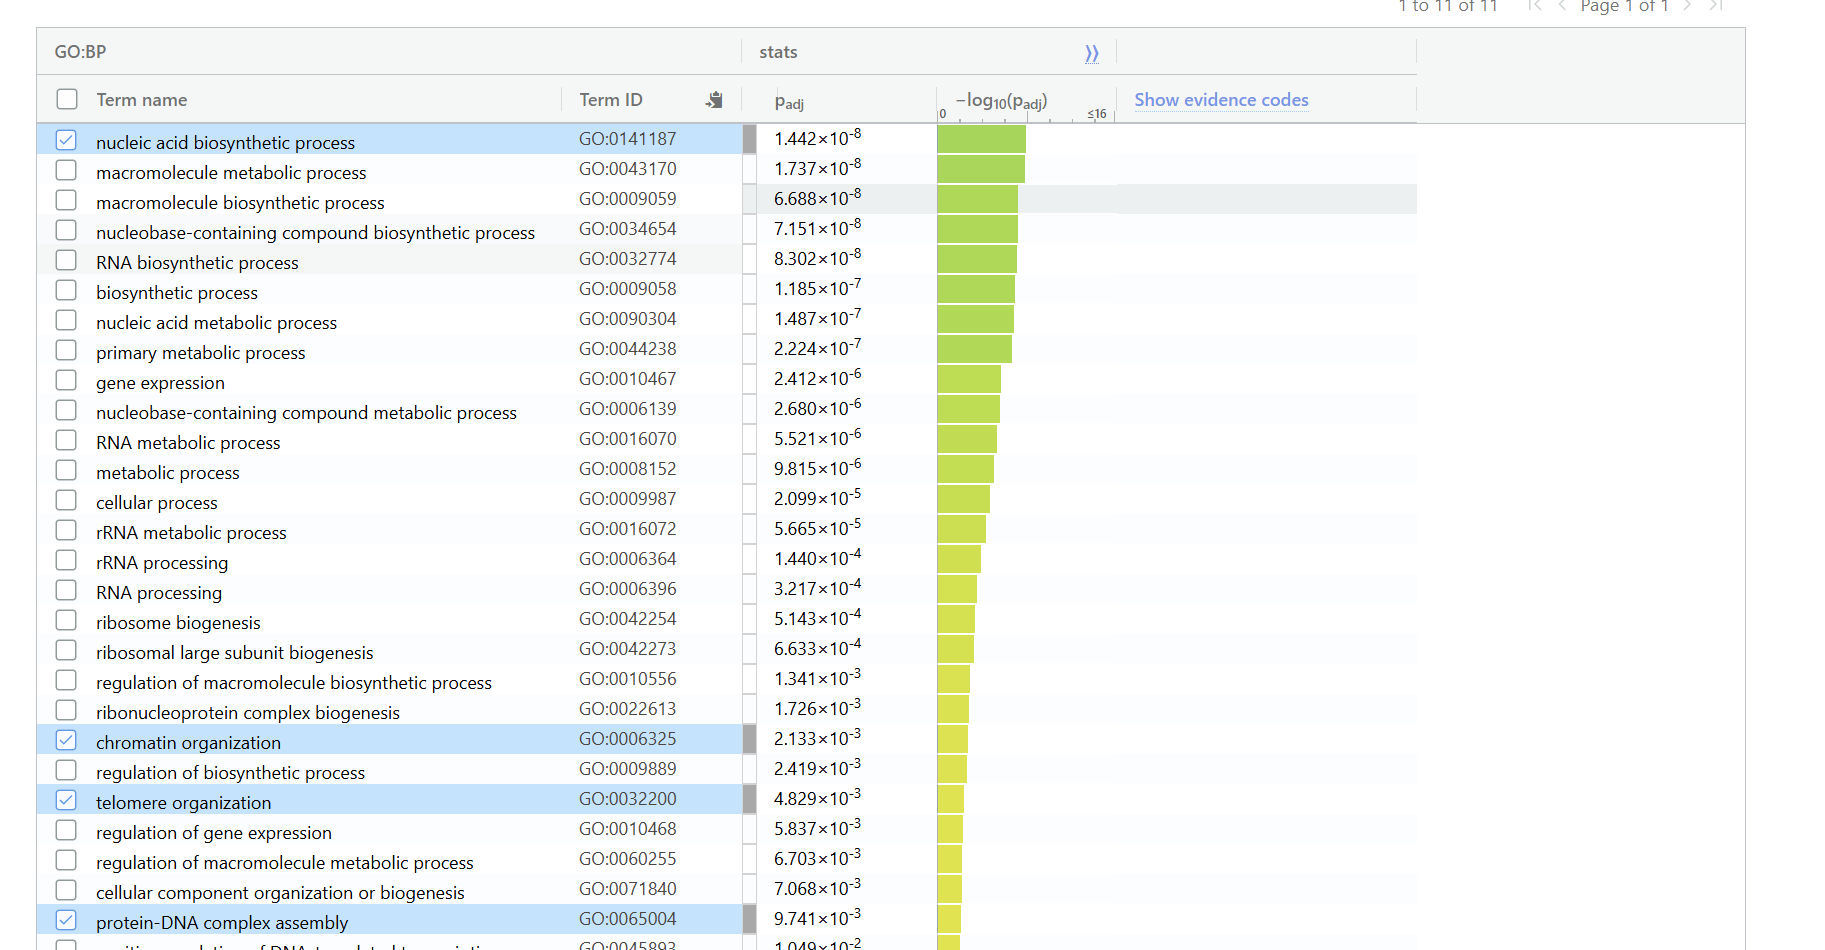 1 to 11 of 11 Page 1 of 1
GO:BP stats
Term name Term ID p_adj −log10(p_adj) Show evidence codes
0 ≤16
nucleic acid biosynthetic process GO:0141187 1.442×10-8
macromolecule metabolic process GO:0043170 1.737×10-8
macromolecule biosynthetic process GO:0009059 6.688×10-8
nucleobase-containing compound biosynthetic process GO:0034654 7.151×10-8
RNA biosynthetic process GO:0032774 8.302×10-8
biosynthetic process GO:0009058 1.185×10-7
nucleic acid metabolic process GO:0090304 1.487×10-7
primary metabolic process GO:0044238 2.224×10-7
gene expression GO:0010467 2.412×10-6
nucleobase-containing compound metabolic process GO:0006139 2.680×10-6
RNA metabolic process GO:0016070 5.521×10-6
metabolic process GO:0008152 9.815×10-6
cellular process GO:0009987 2.099×10-5
rRNA metabolic process GO:0016072 5.665×10-5
rRNA processing GO:0006364 1.440×10-4
RNA processing GO:0006396 3.217×10-4
ribosome biogenesis GO:0042254 5.143×10-4
ribosomal large subunit biogenesis GO:0042273 6.633×10-4
regulation of macromolecule biosynthetic process GO:0010556 1.341×10-3
ribonucleoprotein complex biogenesis GO:0022613 1.726×10-3
chromatin organization GO:0006325 2.133×10-3
regulation of biosynthetic process GO:0009889 2.419×10-3
telomere organization GO:0032200 4.829×10-3
regulation of gene expression GO:0010468 5.837×10-3
regulation of macromolecule metabolic process GO:0060255 6.703×10-3
cellular component organization or biogenesis GO:0071840 7.068×10-3
protein-DNA complex assembly GO:0065004 9.741×10-3
GO:0045893 1.049×10-2